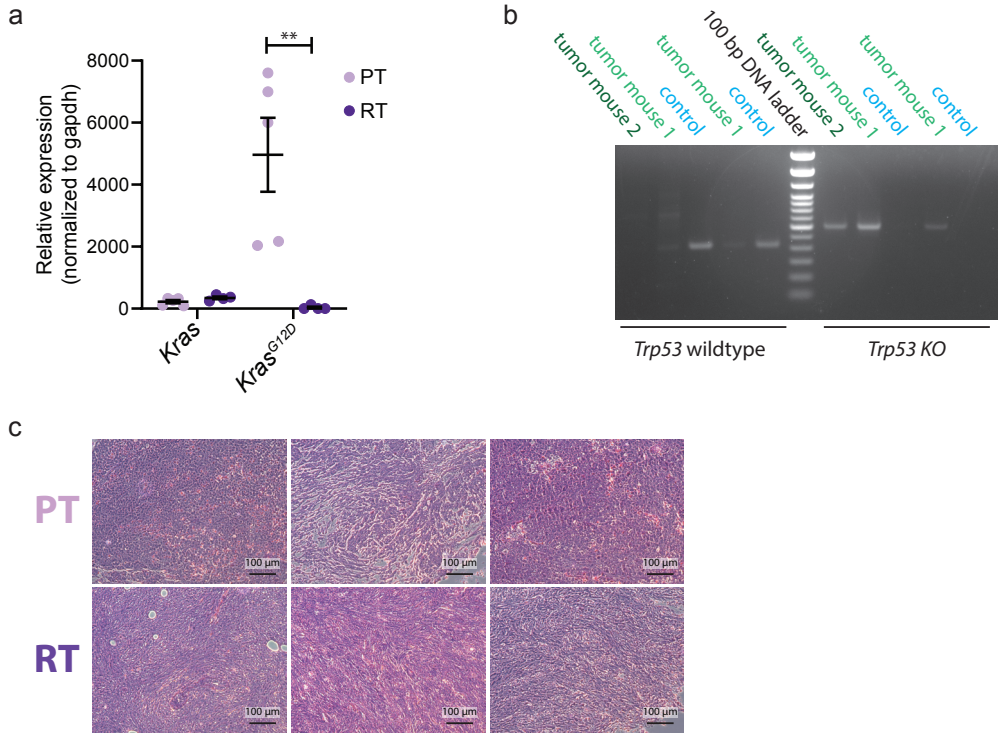 a
**
8000
6000
4000
2000
0
Relative expression
(normalized to gapdh)
PT
RT
Kras
Kras^G12D
b
tumor mouse 2
tumor mouse 1
control
tumor mouse 1
control
100 bp DNA ladder
tumor mouse 2
tumor mouse 1
control
tumor mouse 1
control
Trp53 wildtype
Trp53 KO
c
PT
100 µm
100 µm
100 µm
RT
100 µm
100 µm
100 µm